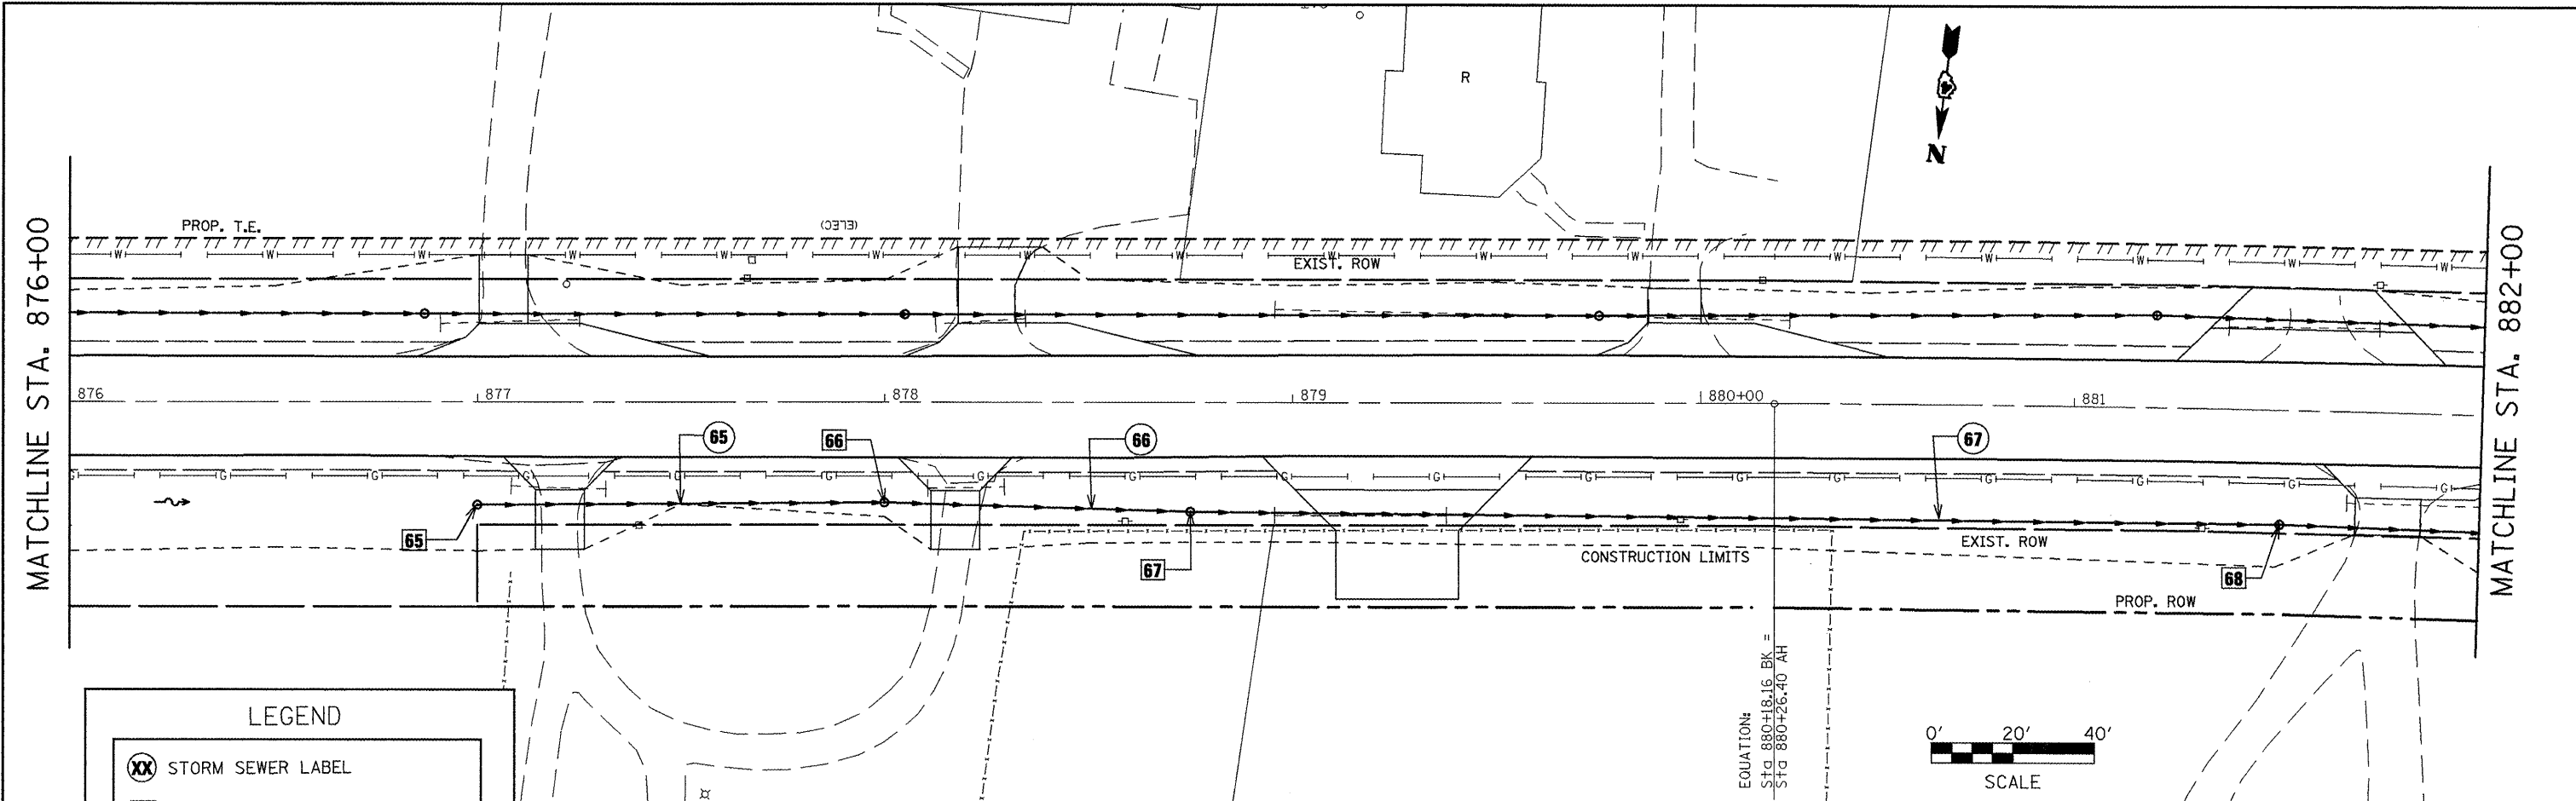 R
N
PROP. T.E.
(ELEC)
W W W W W W W W W W W W W W W W
EXIST. ROW
MATCHLINE STA. 876+00
MATCHLINE STA. 882+00
876 877 878 879 880+00 881
65 66 66 67
G G G G G G G G G G G G G G G G
65 67 68
EXIST. ROW
CONSTRUCTION LIMITS
PROP. ROW
EQUATION:
Sta 880+18.16 BK =
Sta 880+26.40 AH
0' 20' 40'
SCALE
LEGEND
XX STORM SEWER LABEL